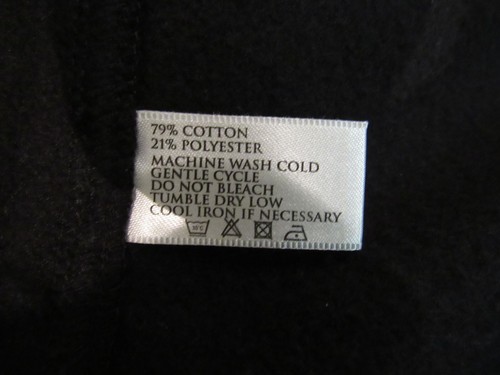 79% COTTON
21% POLYESTER
MACHINE WASH COLD
GENTLE CYCLE
DO NOT BLEACH
TUMBLE DRY LOW
COOL IRON IF NECESSARY